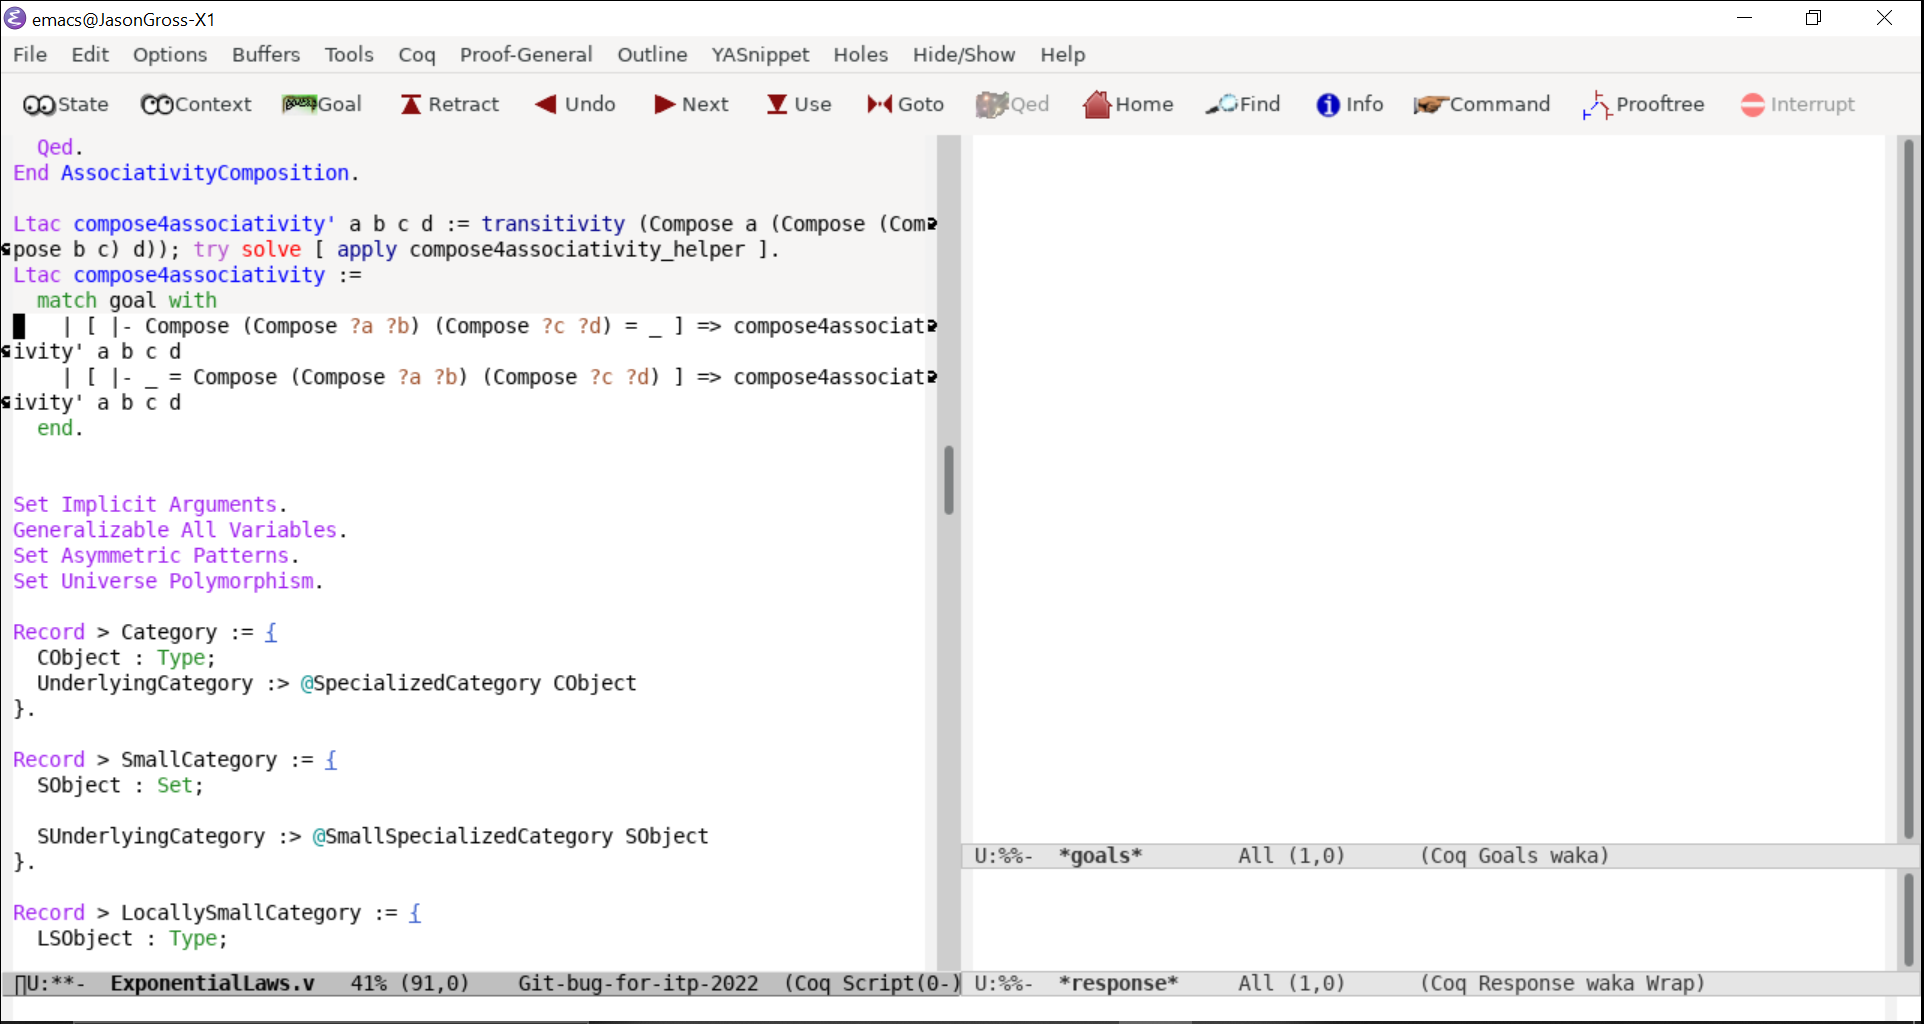 emacs@JasonGross-X1
File Edit Options Buffers Tools Coq Proof-General Outline YASnippet Holes Hide/Show Help
State Context Goal Retract Undo Next Use Goto Qed Home Find Info Command Prooftree Interrupt
Qed.
End AssociativityComposition.
Ltac compose4associativity' a b c d := transitivity (Compose a (Compose (Com
pose b c) d)); try solve [ apply compose4associativity_helper ].
Ltac compose4associativity :=
match goal with
| [ |- Compose (Compose ?a ?b) (Compose ?c ?d) = _ ] => compose4associat
ivity' a b c d
| [ |- _ = Compose (Compose ?a ?b) (Compose ?c ?d) ] => compose4associat
ivity' a b c d
end.
Set Implicit Arguments.
Generalizable All Variables.
Set Asymmetric Patterns.
Set Universe Polymorphism.
Record > Category := {
CObject : Type;
UnderlyingCategory :> @SpecializedCategory CObject
}.
Record > SmallCategory := {
SObject : Set;
SUnderlyingCategory :> @SmallSpecializedCategory SObject
}.
Record > LocallySmallCategory := {
LSObject : Type;
U:**- ExponentialLaws.v 41% (91,0) Git-bug-for-itp-2022 (Coq Script(0-)
U:%%- *goals* All (1,0) (Coq Goals waka)
U:%%- *response* All (1,0) (Coq Response waka Wrap)